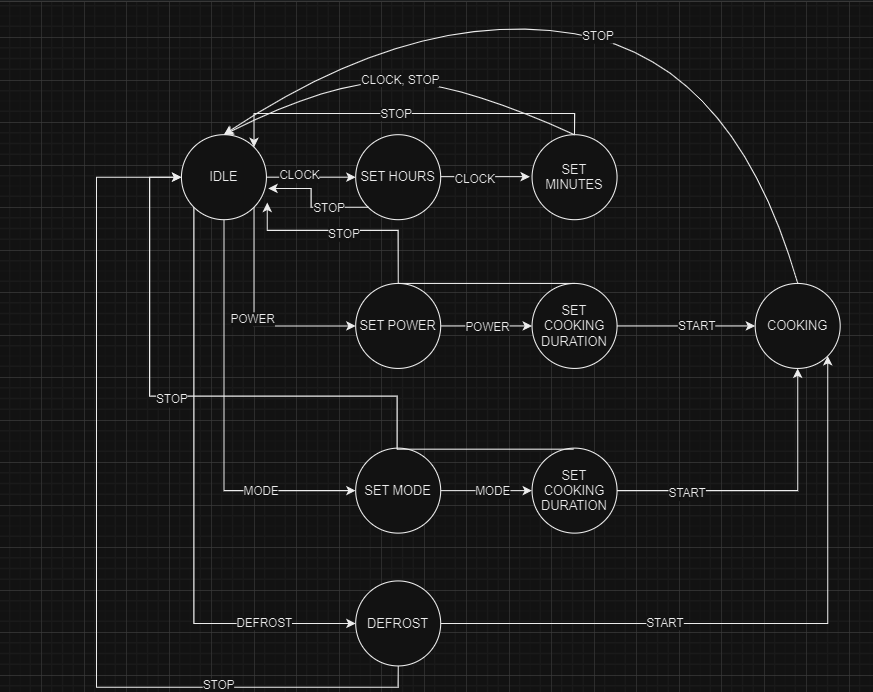 STOP
CLOCK, STOP
STOP
IDLE
CLOCK
SET HOURS
CLOCK
SET
MINUTES
STOP
STOP
POWER
SET POWER
POWER
SET
COOKING
DURATION
START
COOKING
STOP
MODE
SET MODE
MODE
SET
COOKING
DURATION
START
DEFROST
DEFROST
START
STOP